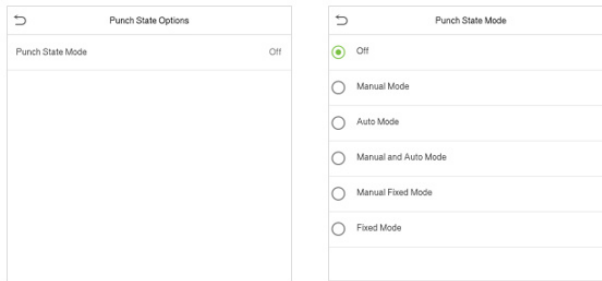 Punch State Options
Punch State Mode Off
Punch State Mode
Off
Manual Mode
Auto Mode
Manual and Auto Mode
Manual Fixed Mode
Fixed Mode